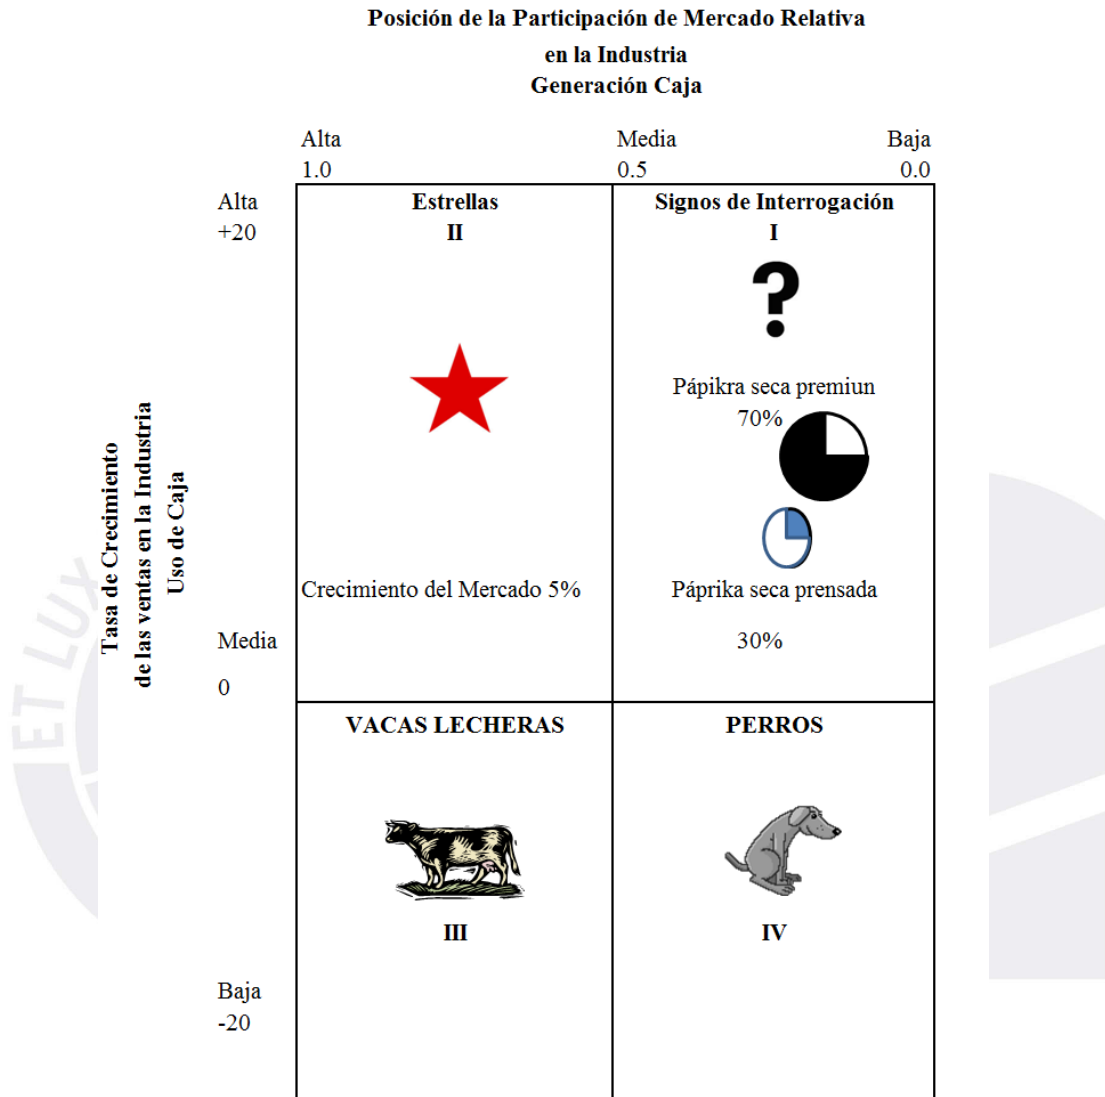 Posición de la Participación de Mercado Relativa
en la Industria
Generación Caja
Alta Media Baja
1.0 0.5 0.0
Alta
+20
Estrellas
II
Signos de Interrogación
I
?
Pápikra seca premiun
70%
Tasa de Crecimiento
de las ventas en la Industria
Uso de Caja
Crecimiento del Mercado 5%
Páprika seca prensada
30%
Media
0
VACAS LECHERAS
III
PERROS
IV
Baja
-20
ET LUX